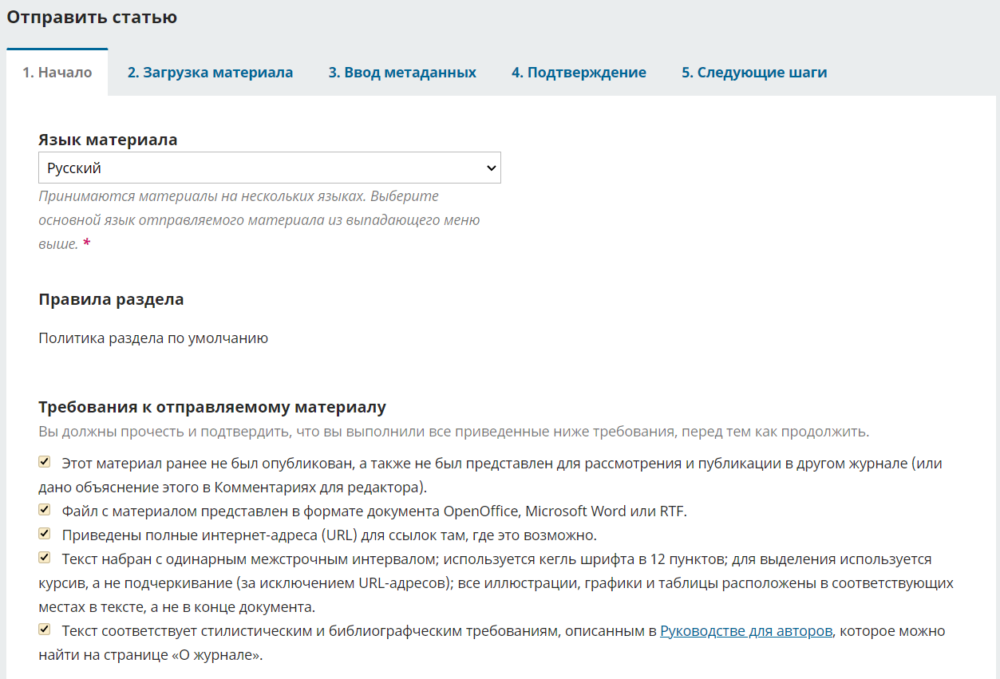 Отправить статью
1. Начало
2. Загрузка материала
3. Ввод метаданных
4. Подтверждение
5. Следующие шаги
Язык материала
Русский
Принимаются материалы на нескольких языках. Выберите
основной язык отправляемого материала из выпадающего меню
выше. *
Правила раздела
Политика раздела по умолчанию
Требования к отправляемому материалу
Вы должны прочесть и подтвердить, что вы выполнили все приведенные ниже требования, перед тем как продолжить.
Этот материал ранее не был опубликован, а также не был представлен для рассмотрения и публикации в другом журнале (или
дано объяснение этого в Комментариях для редактора).
Файл с материалом представлен в формате документа OpenOffice, Microsoft Word или RTF.
Приведены полные интернет-адреса (URL) для ссылок там, где это возможно.
Текст набран с одинарным межстрочным интервалом; используется кегль шрифта в 12 пунктов; для выделения используется
курсив, а не подчеркивание (за исключением URL-адресов); все иллюстрации, графики и таблицы расположены в соответствующих
местах в тексте, а не в конце документа.
Текст соответствует стилистическим и библиографческим требованиям, описанным в Руководстве для авторов, которое можно
найти на странице «О журнале».